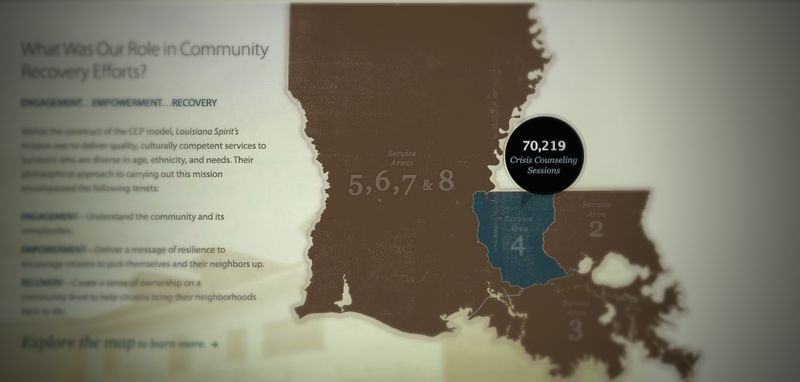 What Was Our Role in Community
Recovery Efforts?
ENGAGEMENT...EMPOWERMENT...RECOVERY
Within the construct of the CCP model, Louisiana Spirit's
mission was to deliver quality, culturally competent services to
survivors who are diverse in age, ethnicity, and needs. Their
philosophical approach to carrying out this mission
encompassed the following tenets:
ENGAGEMENT—Understand the community and its
complexities.
EMPOWERMENT—Deliver a message of resilience to
encourage citizens to pick themselves and their neighbors up.
RECOVERY—Create a sense of ownership on a
community level to help citizens bring their neighborhoods
back to life.
Explore the map to learn more. →
Service
Areas
5,6,7 & 8
70,219
Crisis Counseling
Sessions
Service
Area
4
Service
Area
2
Service
Area
3